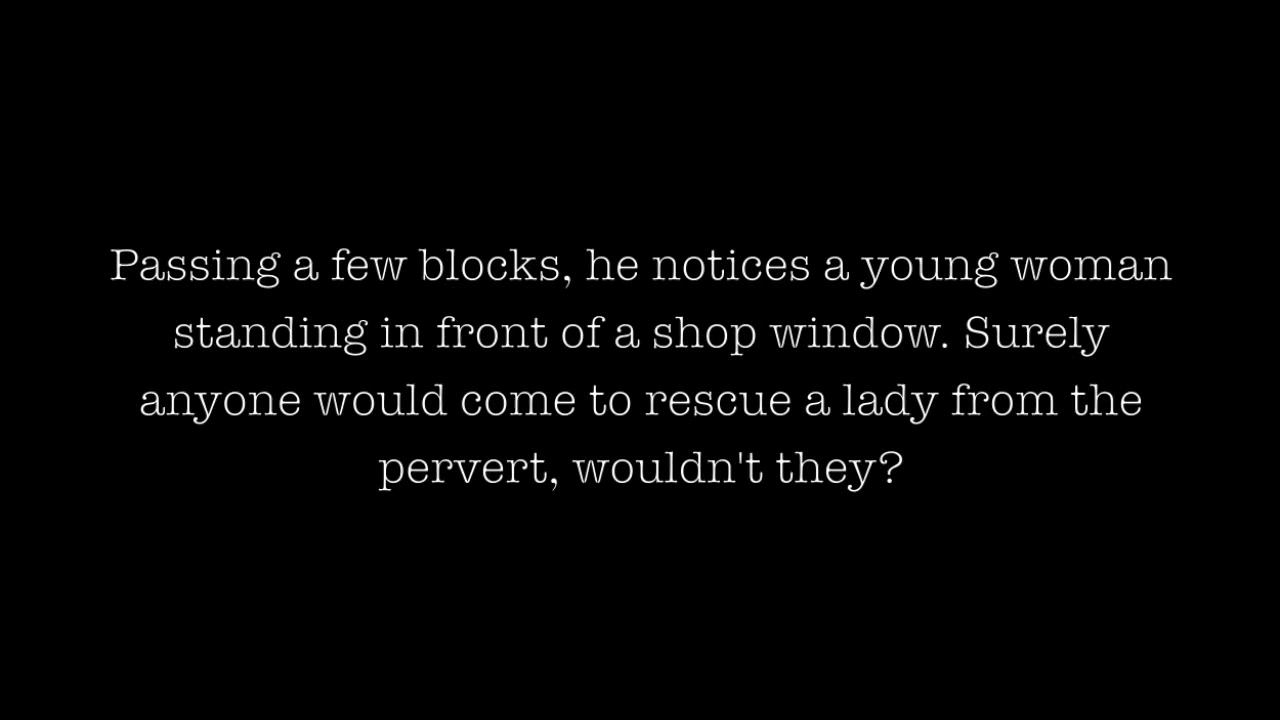 Passing a few blocks, he notices a young woman
standing in front of a shop window. Surely
anyone would come to rescue a lady from the
pervert, wouldn't they?